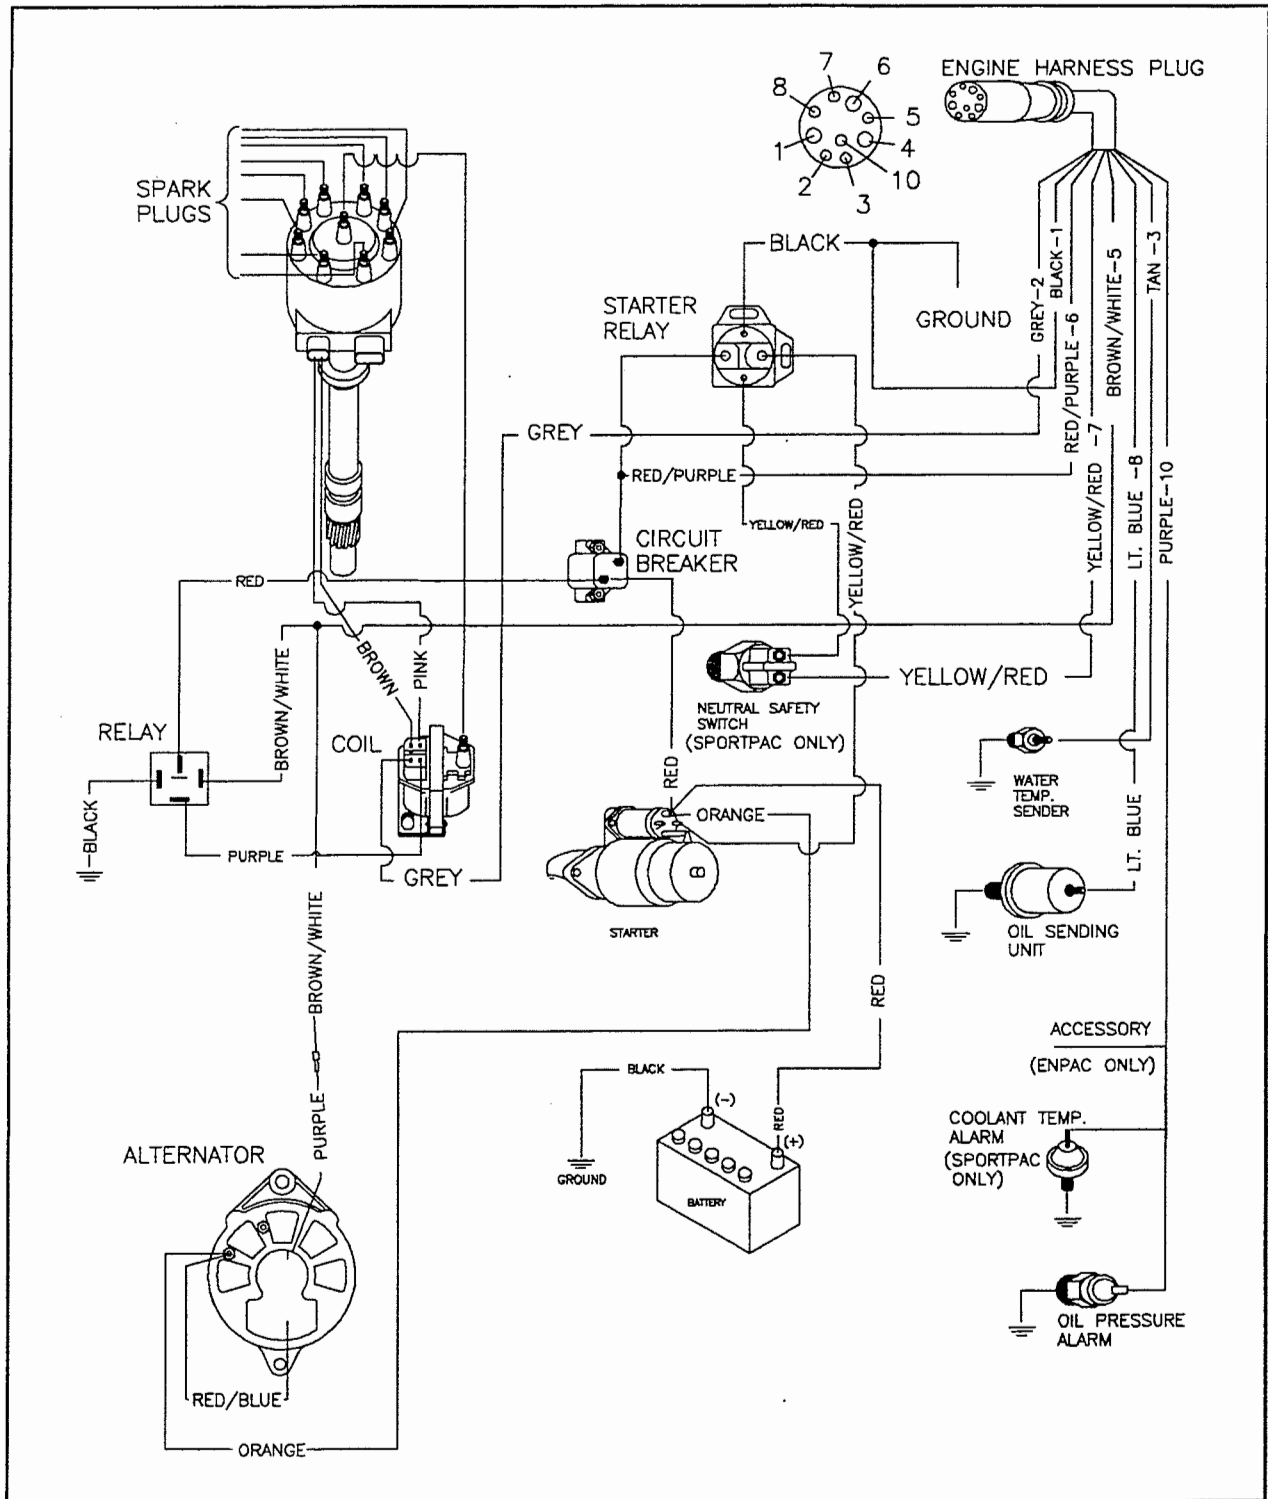 ENGINE HARNESS PLUG
7
6
8
5
1
4
10
2
3
SPARK
PLUGS
BLACK
STARTER
RELAY
GROUND
GREY-2
BLACK-1
RED/PURPLE-6
YELLOW/RED -7
BROWN/WHITE-5
LT. BLUE -8
TAN -3
PURPLE-10
GREY
RED/PURPLE
YELLOW/RED
YELLOW/RED
CIRCUIT
BREAKER
RED
BROWN
PINK
BROWN/WHITE
YELLOW/RED
NEUTRAL SAFETY
SWITCH
(SPORTPAC ONLY)
RELAY
COIL
RED
ORANGE
WATER
TEMP.
SENDER
BLACK
PURPLE
GREY
STARTER
LT. BLUE
OIL SENDING
UNIT
BROWN/WHITE
RED
ACCESSORY
(ENPAC ONLY)
BLACK
(-)
RED
(+)
GROUND
BATTERY
PURPLE
ALTERNATOR
COOLANT TEMP.
ALARM
(SPORTPAC
ONLY)
OIL PRESSURE
ALARM
RED/BLUE
ORANGE